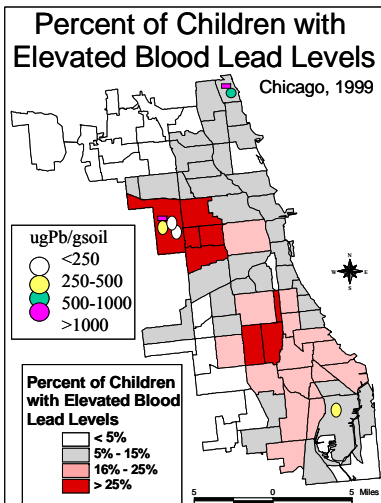 Percent of Children with
Elevated Blood Lead Levels
Chicago, 1999
ugPb/gsoil
<250
250-500
500-1000
>1000
N
W E
S
Percent of Children
with Elevated Blood
Lead Levels
< 5%
5% - 15%
16% - 25%
> 25%
5 0 5 Miles